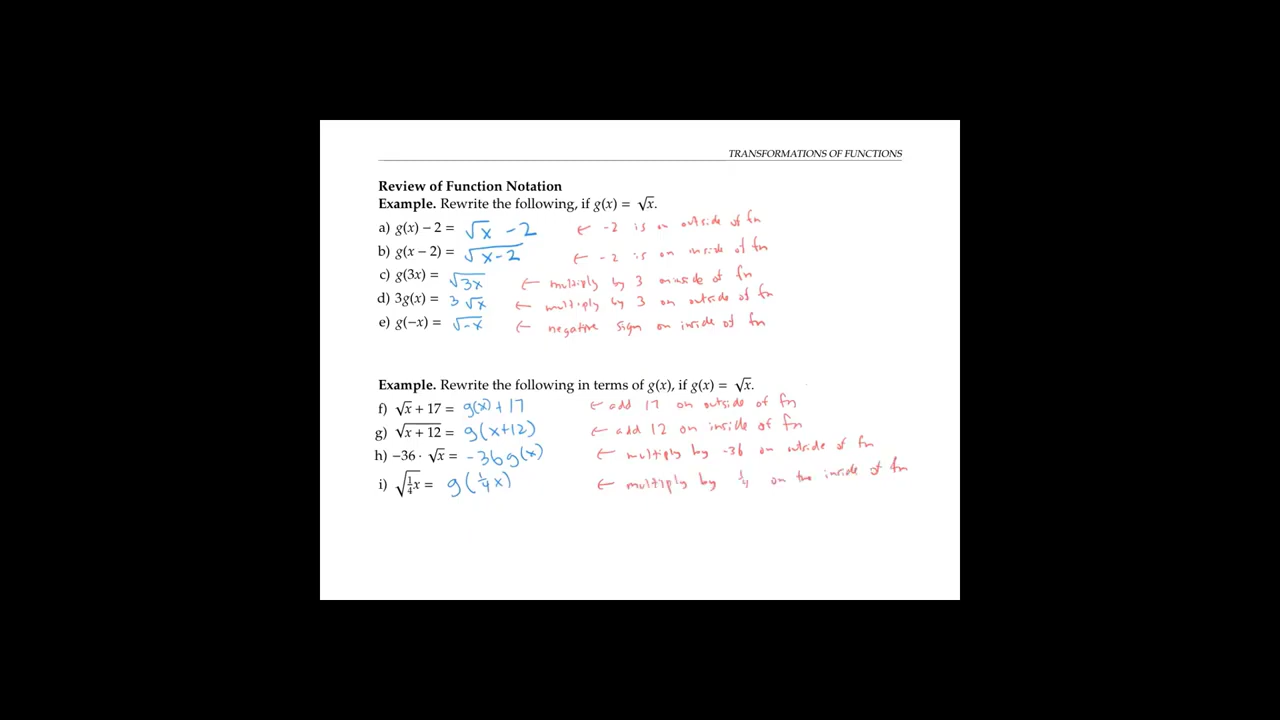 TRANSFORMATIONS OF FUNCTIONS
Review of Function Notation
Example. Rewrite the following, if g(x) = √x.
a) g(x) − 2 = √x − 2 ← -2 is on outside of fn
b) g(x − 2) = √(x−2) ← -2 is on inside of fn
c) g(3x) = √(3x) ← multiply by 3 on inside of fn
d) 3g(x) = 3√x ← multiply by 3 on outside of fn
e) g(−x) = √(−x) ← negative sign on inside of fn
Example. Rewrite the following in terms of g(x), if g(x) = √x.
f) √x + 17 = g(x) + 17 ← add 17 on outside of fn
g) √(x + 12) = g(x+12) ← add 12 on inside of fn
h) −36 · √x = -36g(x) ← multiply by -36 on outside of fn
i) √(1/4 x) = g(1/4 x) ← multiply by 1/4 on the inside of fn